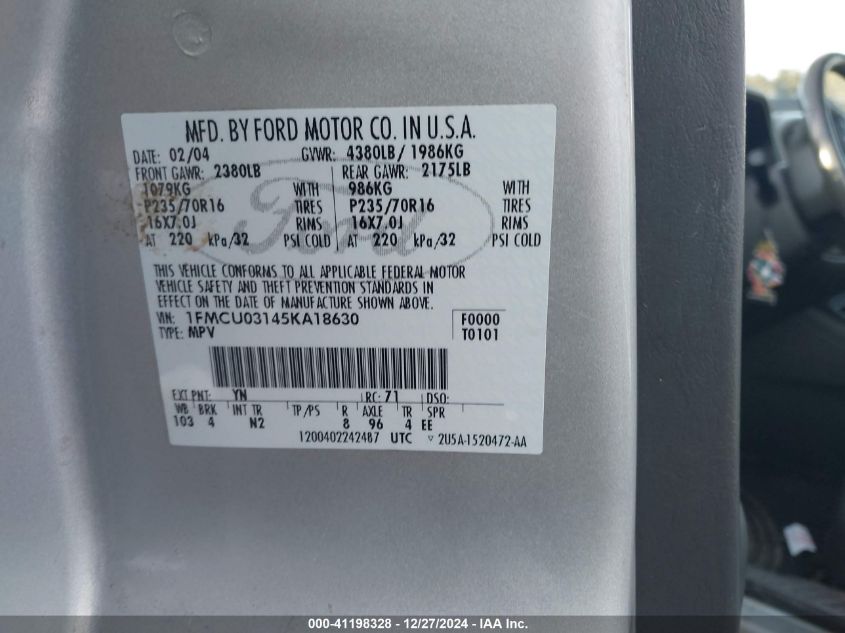 MFD. BY FORD MOTOR CO. IN U.S.A.
DATE: 02/04 GVWR: 4380LB/ 1986KG
FRONT GAWR: 2380LB REAR GAWR: 2175LB
1079KG WITH 986KG WITH
P235/70R16 TIRES P235/70R16 TIRES
16X7.0J RIMS 16X7.0J RIMS
AT 220 kPa/32 PSI COLD AT 220 kPa/32 PSI COLD
Ford
THIS VEHICLE CONFORMS TO ALL APPLICABLE FEDERAL MOTOR
VEHICLE SAFETY AND THEFT PREVENTION STANDARDS IN
EFFECT ON THE DATE OF MANUFACTURE SHOWN ABOVE.
VIN: 1FMCU03145KA18630 F0000
TYPE: MPV T0101
EXT PNT: YN RC: 71 DSO:
WB BRK INT TR TP/PS R AXLE TR SPR
103 4 N2 8 96 4 EE
1200402242487 UTC ▽ 2U5A-1520472-AA
000-41198328 - 12/27/2024 - IAA Inc.